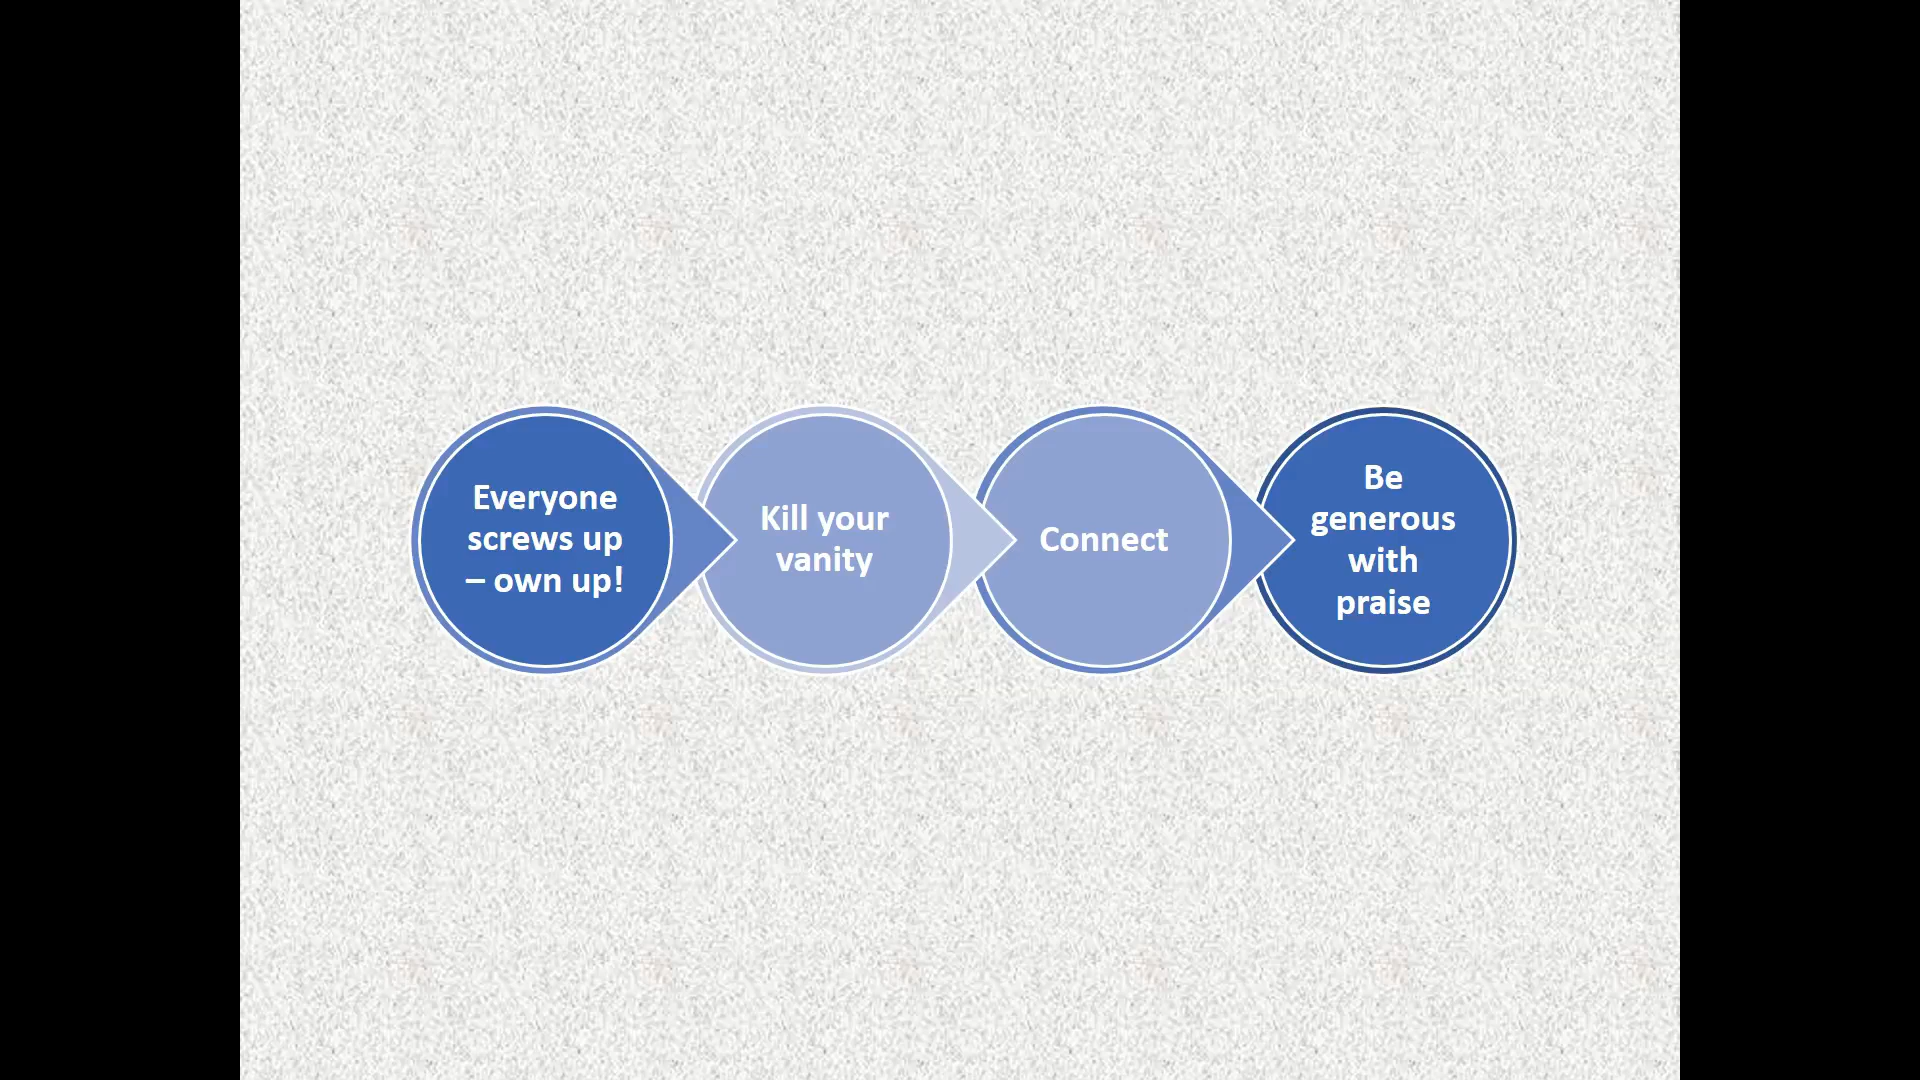 Everyone
screws up
– own up!
Kill your
vanity
Connect
Be
generous
with
praise